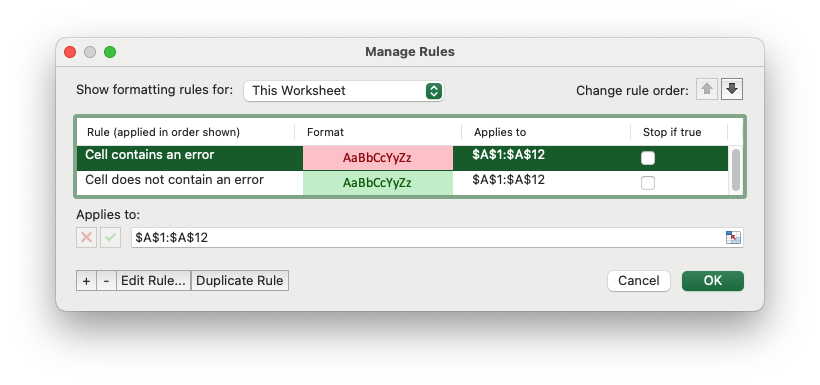 Manage Rules
Show formatting rules for: This Worksheet Change rule order:
Rule (applied in order shown) Format Applies to Stop if true
Cell contains an error AaBbCcYyZz $A$1:$A$12
Cell does not contain an error AaBbCcYyZz $A$1:$A$12
Applies to:
$A$1:$A$12
+ - Edit Rule... Duplicate Rule Cancel OK